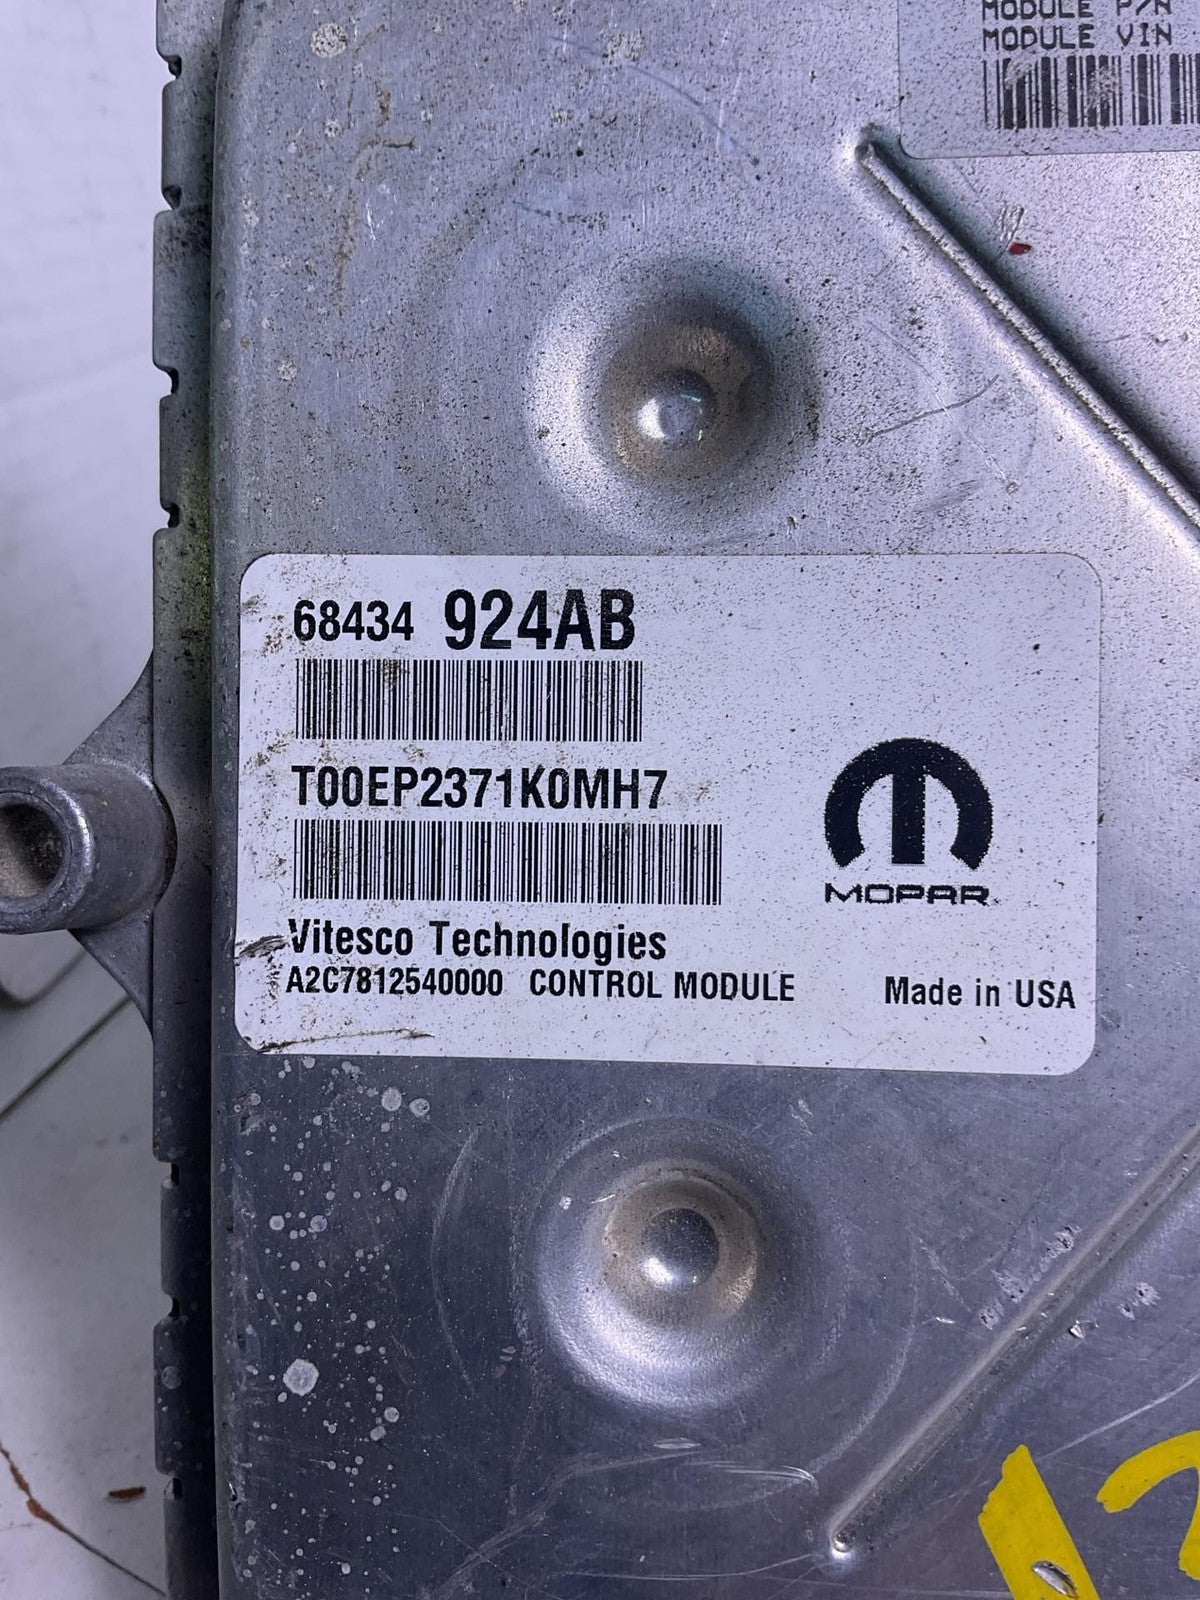 MODULE P/N
MODULE VIN
68434 924AB
T00EP2371K0MH7
MOPAR
Vitesco Technologies
A2C7812540000 CONTROL MODULE Made in USA